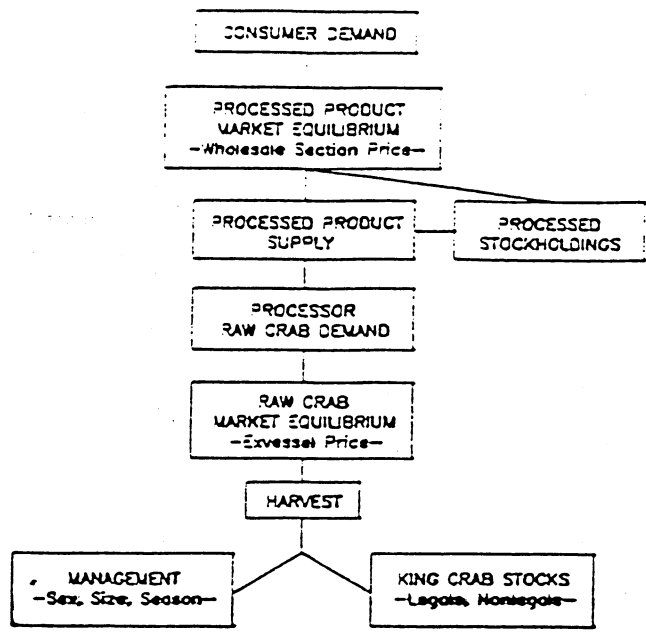 CONSUMER DEMAND
PROCESSED PRODUCT
MARKET EQUILIBRIUM
-Wholesale Section Price-
PROCESSED PRODUCT
SUPPLY
PROCESSED
STOCKHOLDINGS
PROCESSOR
RAW CRAB DEMAND
RAW CRAB
MARKET EQUILIBRIUM
-Exvessel Price-
HARVEST
MANAGEMENT
-Sex, Size, Season-
KING CRAB STOCKS
-Legals, Nonlegals-